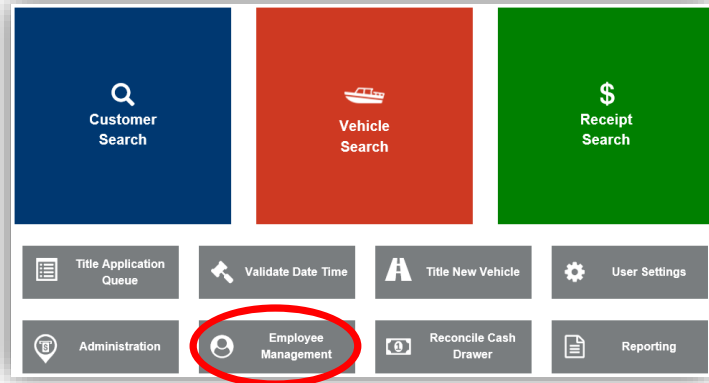 Customer
Search
Vehicle
Search
$
Receipt
Search
Title Application
Queue
Validate Date Time
Title New Vehicle
User Settings
Administration
Employee
Management
Reconcile Cash
Drawer
Reporting